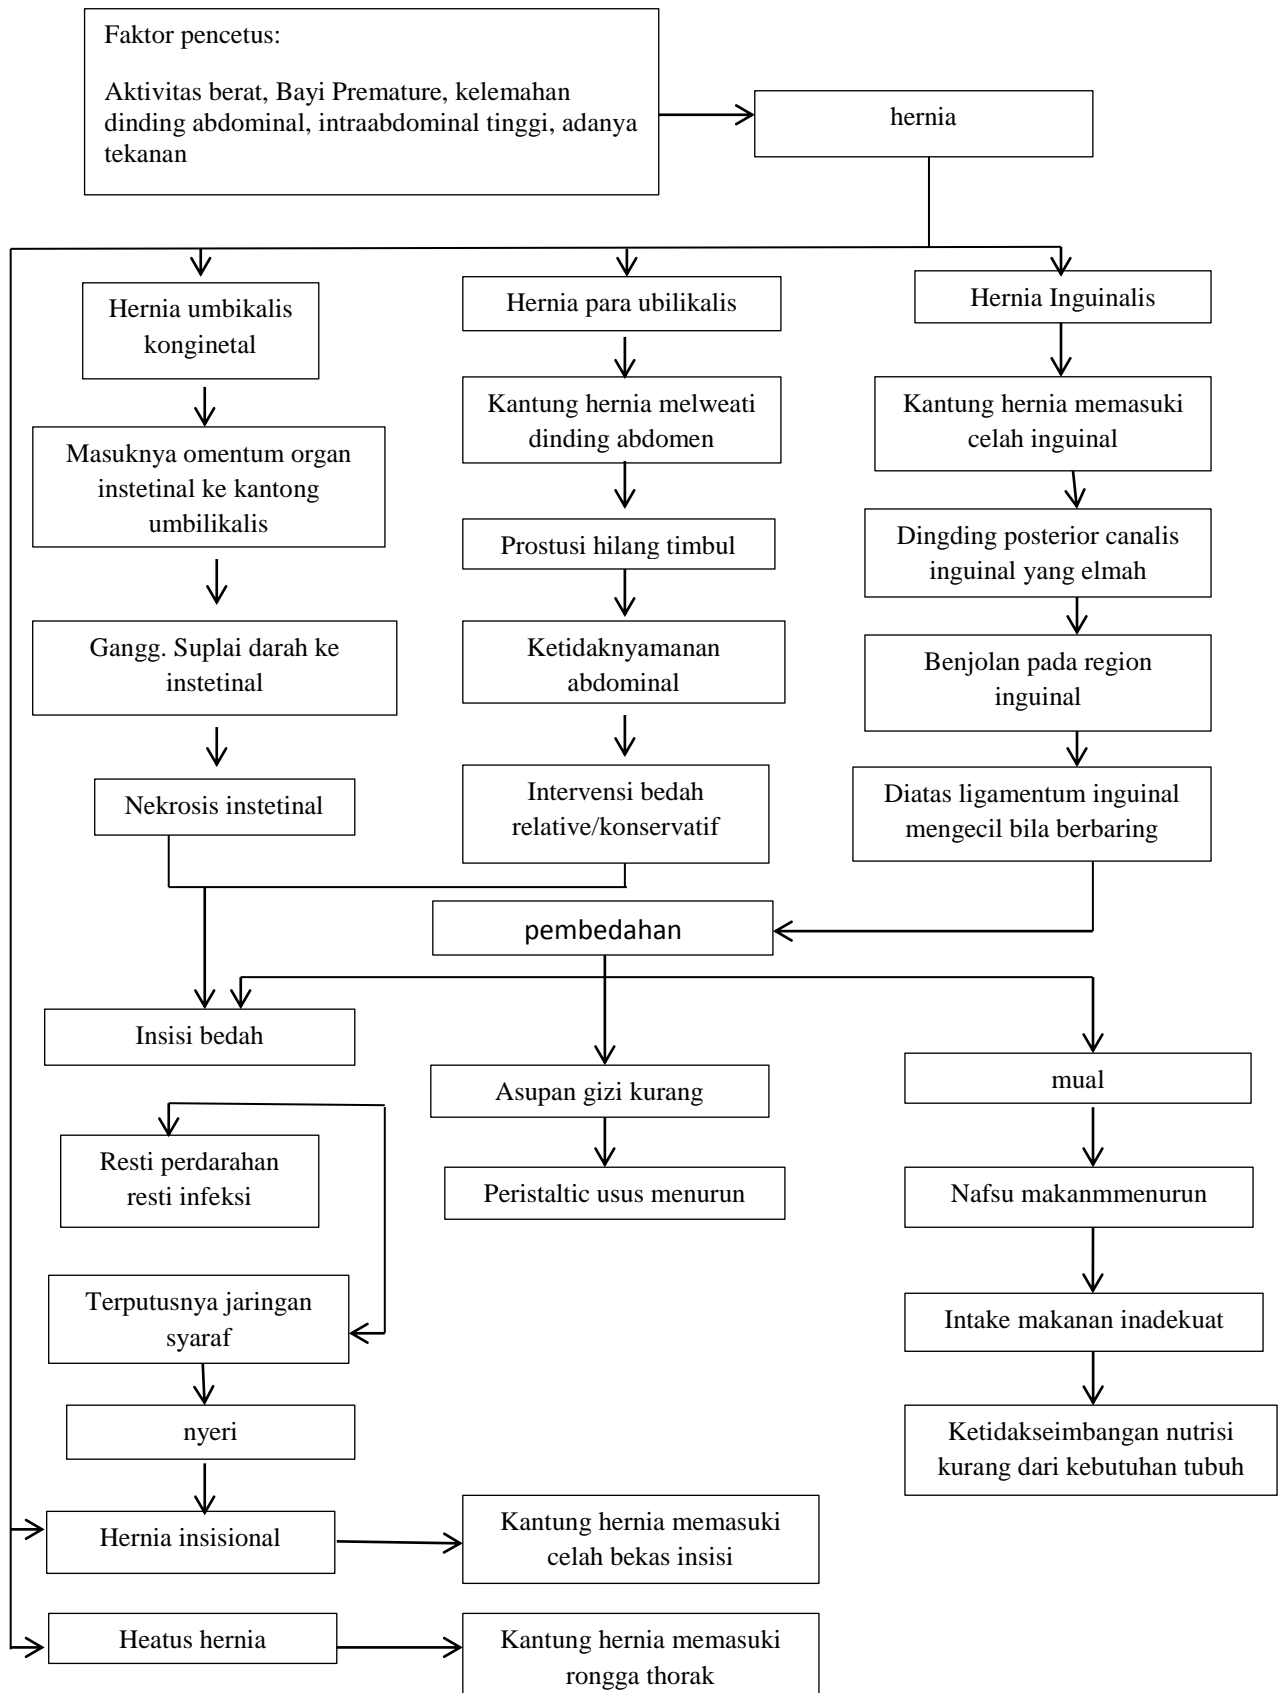 Faktor pencetus:
Aktivitas berat, Bayi Premature, kelemahan
dinding abdominal, intraabdominal tinggi, adanya
tekanan
hernia
Hernia umbikalis
konginetal
Hernia para ubilikalis
Hernia Inguinalis
Masuknya omentum organ
instetinal ke kantong
umbilikalis
Kantung hernia melweati
dinding abdomen
Kantung hernia memasuki
celah inguinal
Prostusi hilang timbul
Dingding posterior canalis
inguinal yang elmah
Gangg. Suplai darah ke
instetinal
Ketidaknyamanan
abdominal
Benjolan pada region
inguinal
Nekrosis instetinal
Intervensi bedah
relative/konservatif
Diatas ligamentum inguinal
mengecil bila berbaring
pembedahan
Insisi bedah
Asupan gizi kurang
mual
Resti perdarahan
resti infeksi
Peristaltic usus menurun
Nafsu makanmmenurun
Terputusnya jaringan
syaraf
Intake makanan inadekuat
nyeri
Ketidakseimbangan nutrisi
kurang dari kebutuhan tubuh
Hernia insisional
Kantung hernia memasuki
celah bekas insisi
Heatus hernia
Kantung hernia memasuki
rongga thorak